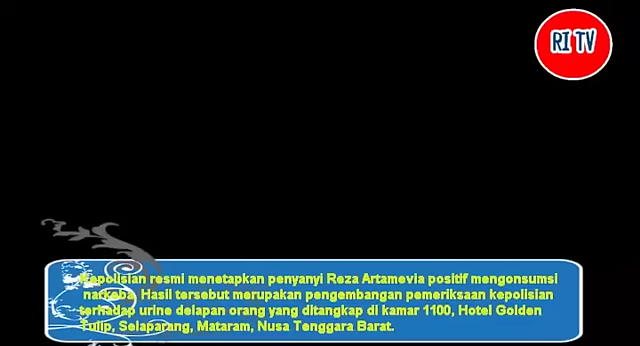 RI TV
Kepolisian resmi menetapkan penyanyi Reza Artamevia positif mengonsumsi
narkoba. Hasil tersebut merupakan pengembangan pemeriksaan kepolisian
terhadap urine delapan orang yang ditangkap di kamar 1100, Hotel Golden
Tulip, Selaparang, Mataram, Nusa Tenggara Barat.